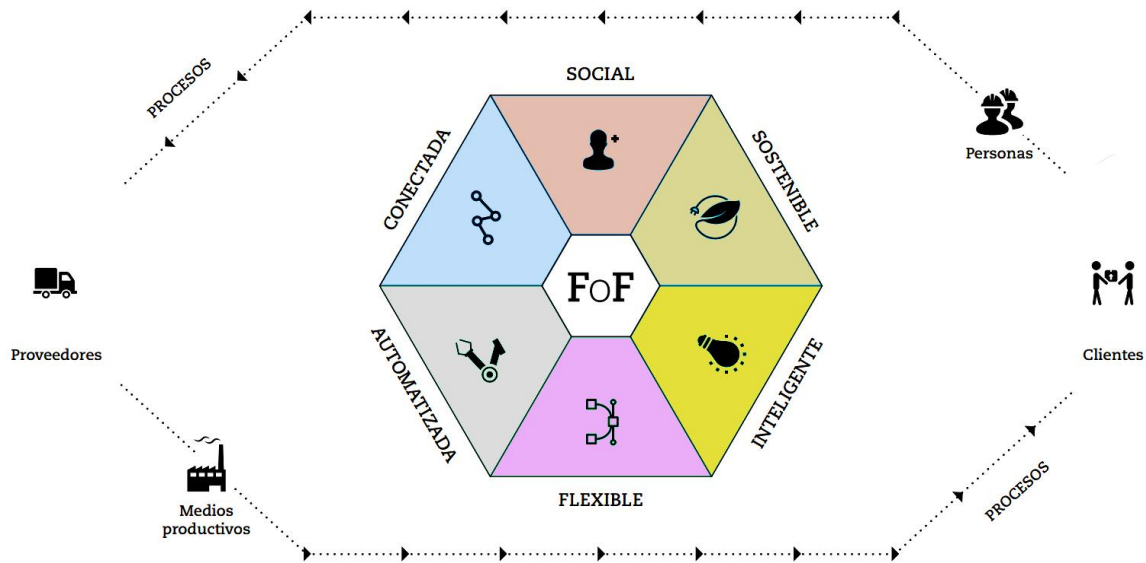 SOCIAL
PROCESOS
CONECTADA
SOSTENIBLE
Personas
FoF
Proveedores
Clientes
AUTOMATIZADA
INTELIGENTE
FLEXIBLE
PROCESOS
Medios
productivos